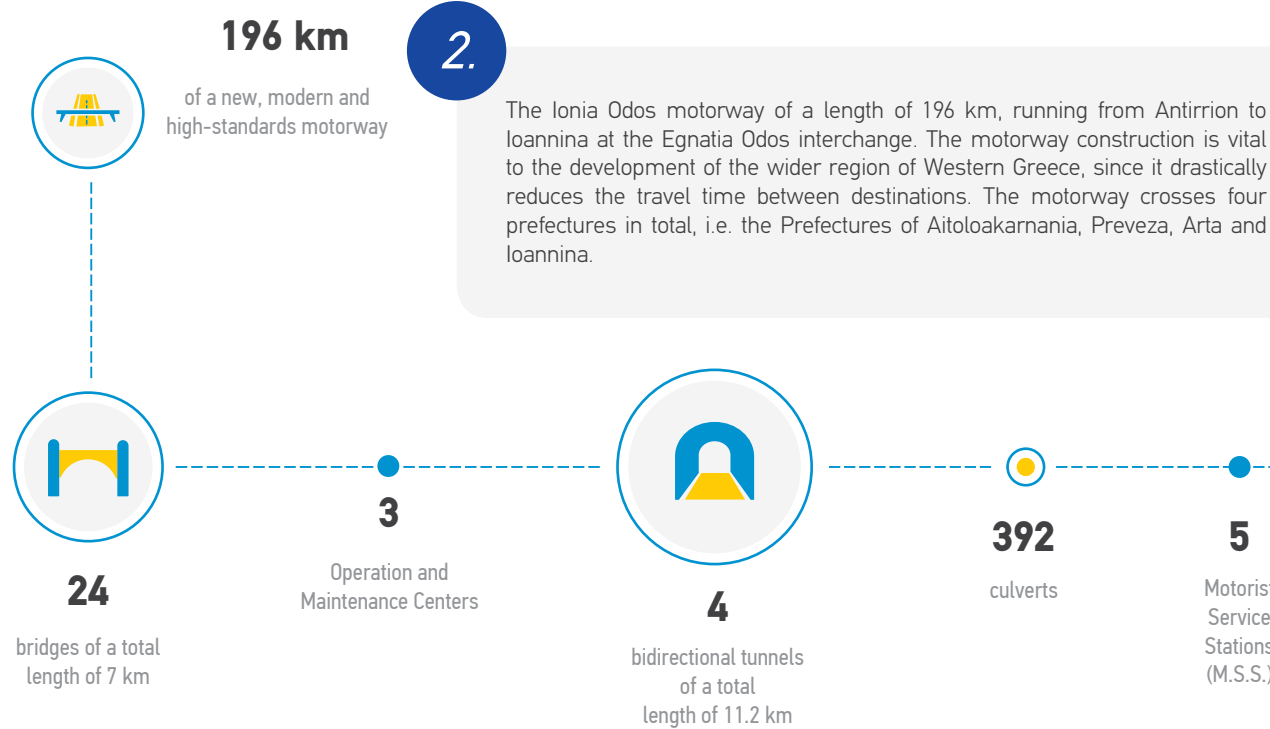 196 km
of a new, modern and
high-standards motorway
2.
The Ionia Odos motorway of a length of 196 km, running from Antirrion to
Ioannina at the Egnatia Odos interchange. The motorway construction is vital
to the development of the wider region of Western Greece, since it drastically
reduces the travel time between destinations. The motorway crosses four
prefectures in total, i.e. the Prefectures of Aitoloakarnania, Preveza, Arta and
Ioannina.
24
bridges of a total
length of 7 km
3
Operation and
Maintenance Centers
4
bidirectional tunnels
of a total
length of 11.2 km
392
culverts
5
Motorist
Service
Stations
(M.S.S.)